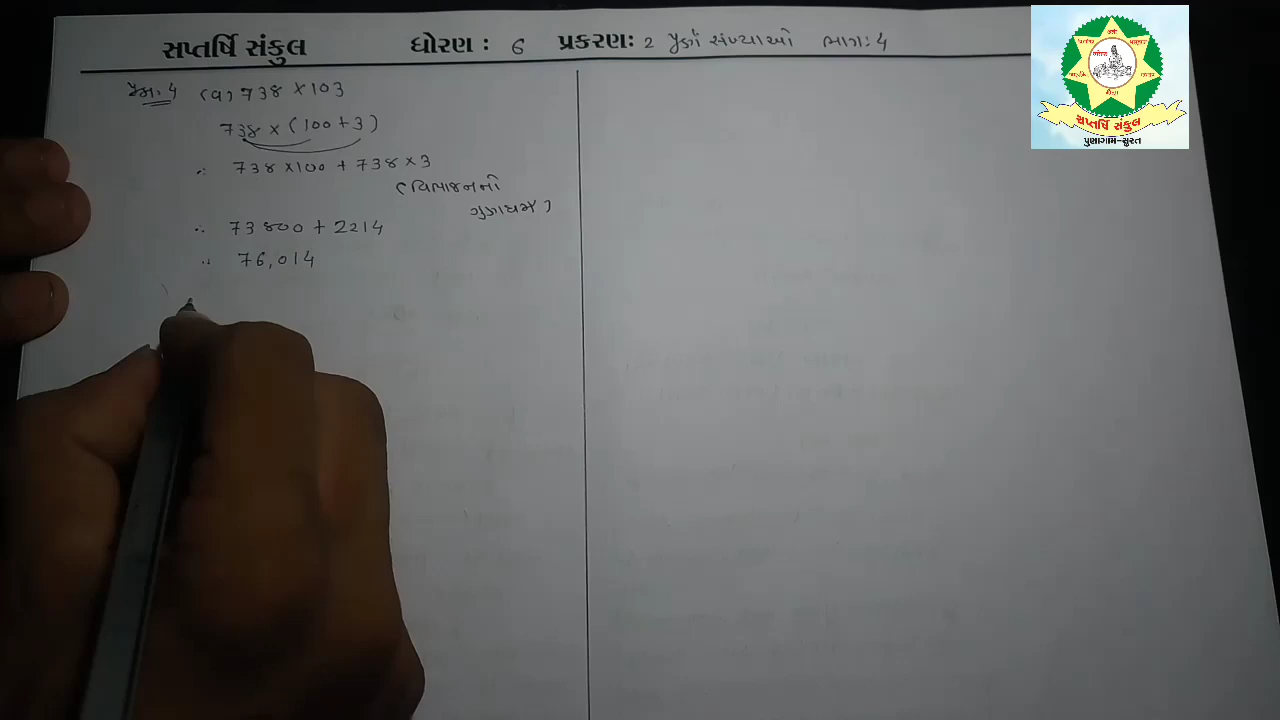 સપ્તર્ષિ સંકુલ ધોરણ : 6 પ્રકરણઃ 2 પૂર્ણ સંખ્યાઓ ભાગ: 4
પ્રશ્ન: 4 (a) 738 × 103
738 × (100 + 3)
∴ 738 × 100 + 738 × 3
(વિભાજનનો
ગુણધર્મ)
∴ 73800 + 2214
∴ 76,014
સપ્તર્ષિ સંકુલ
પુણાગામ-સુરત